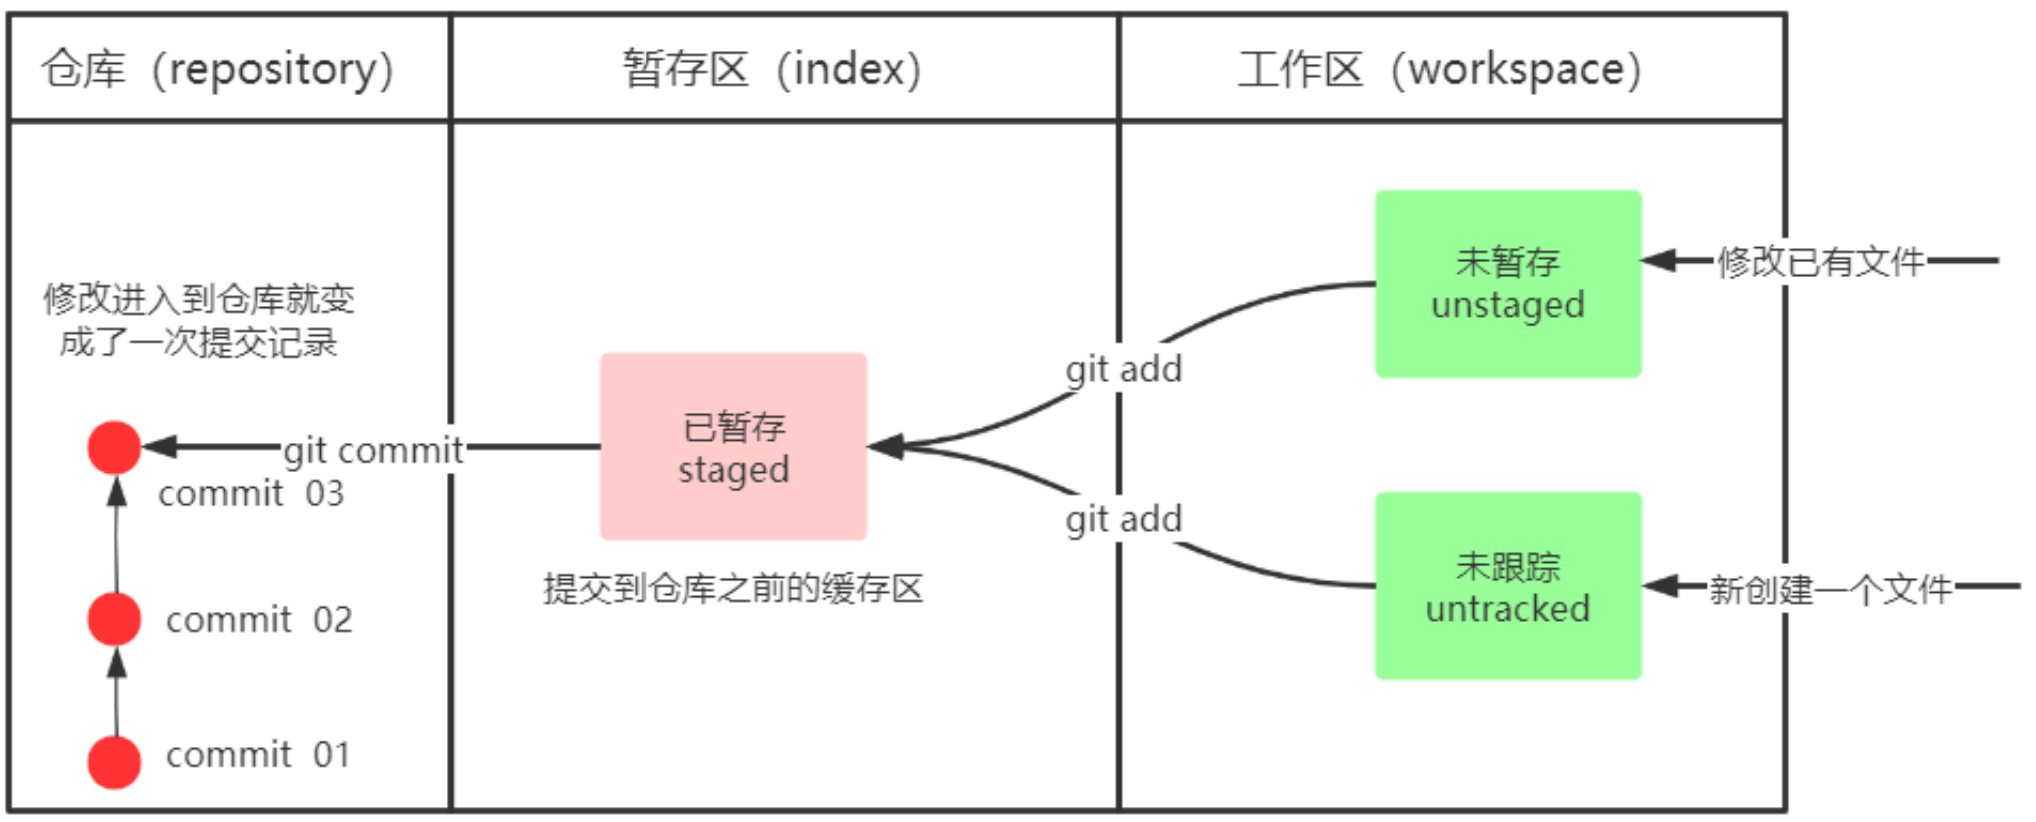 仓库（repository）
暂存区（index）
工作区（workspace）
修改进入到仓库就变
成了一次提交记录
git commit
commit 03
commit 02
commit 01
已暂存
staged
提交到仓库之前的缓存区
git add
git add
未暂存
unstaged
修改已有文件
未跟踪
untracked
新创建一个文件